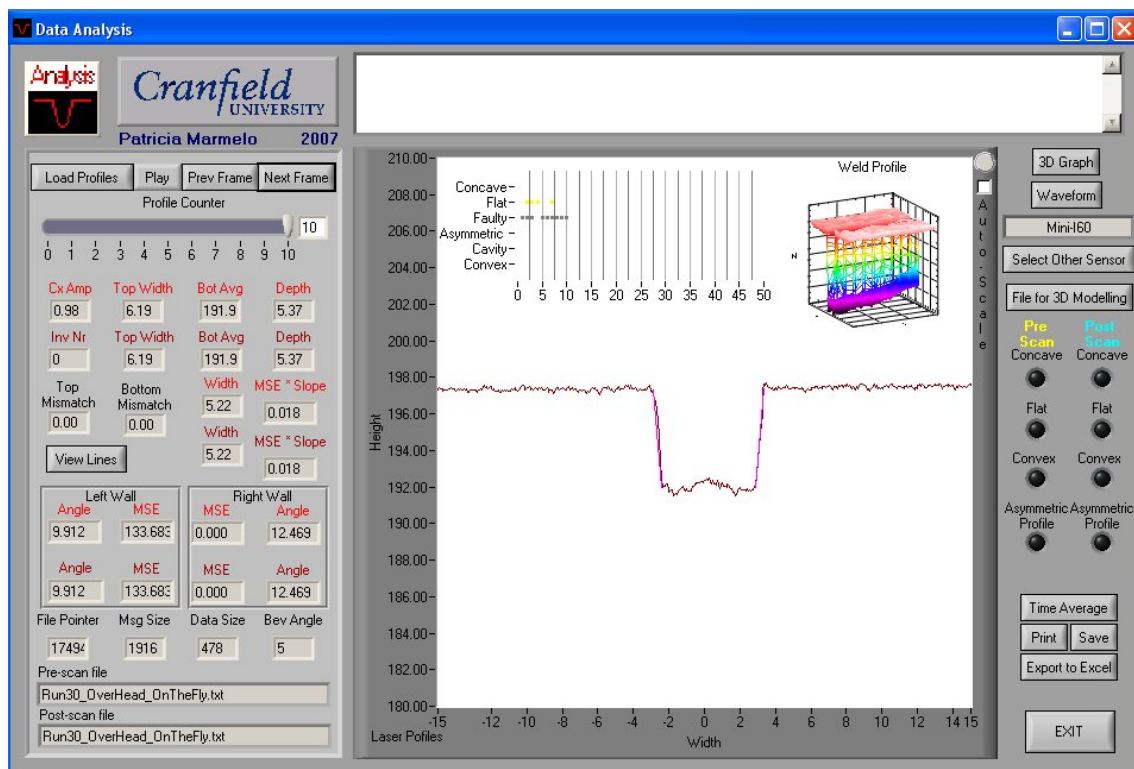 Data Analysis
Analysis
Cranfield
UNIVERSITY
Patricia Marmelo 2007
Load Profiles Play Prev Frame Next Frame
Profile Counter
10
0 1 2 3 4 5 6 7 8 9 10
Cx Amp Top Width Bot Avg Depth
0.98 6.19 191.9 5.37
Inv Nr Top Width Bot Avg Depth
0 6.19 191.9 5.37
Top Mismatch Bottom Mismatch Width MSE * Slope
0.00 0.00 5.22 0.018
Width MSE * Slope
5.22 0.018
View Lines
Left Wall Right Wall
Angle MSE MSE Angle
9.912 133.683 0.000 12.469
Angle MSE MSE Angle
9.912 133.683 0.000 12.469
File Pointer Msg Size Data Size Bev Angle
17494 1916 478 5
Pre-scan file
Run30_OverHead_OnTheFly.txt
Post-scan file
Run30_OverHead_OnTheFly.txt
210.00
208.00
206.00
204.00
202.00
200.00
198.00
196.00
194.00
192.00
190.00
188.00
186.00
184.00
182.00
180.00
Height
-15 -12 -10 -8 -6 -4 -2 0 2 4 6 8 10 12 14 15
Laser Pofiles
Width
Concave
Flat
Faulty
Asymmetric
Cavity
Convex
0 5 10 15 20 25 30 35 40 45 50
Weld Profile
Z
Auto-Scale
3D Graph
Waveform
Mini-I60
Select Other Sensor
File for 3D Modelling
Pre Scan Post Scan
Concave Concave
Flat Flat
Convex Convex
Asymmetric Profile Asymmetric Profile
Time Average
Print Save
Export to Excel
EXIT